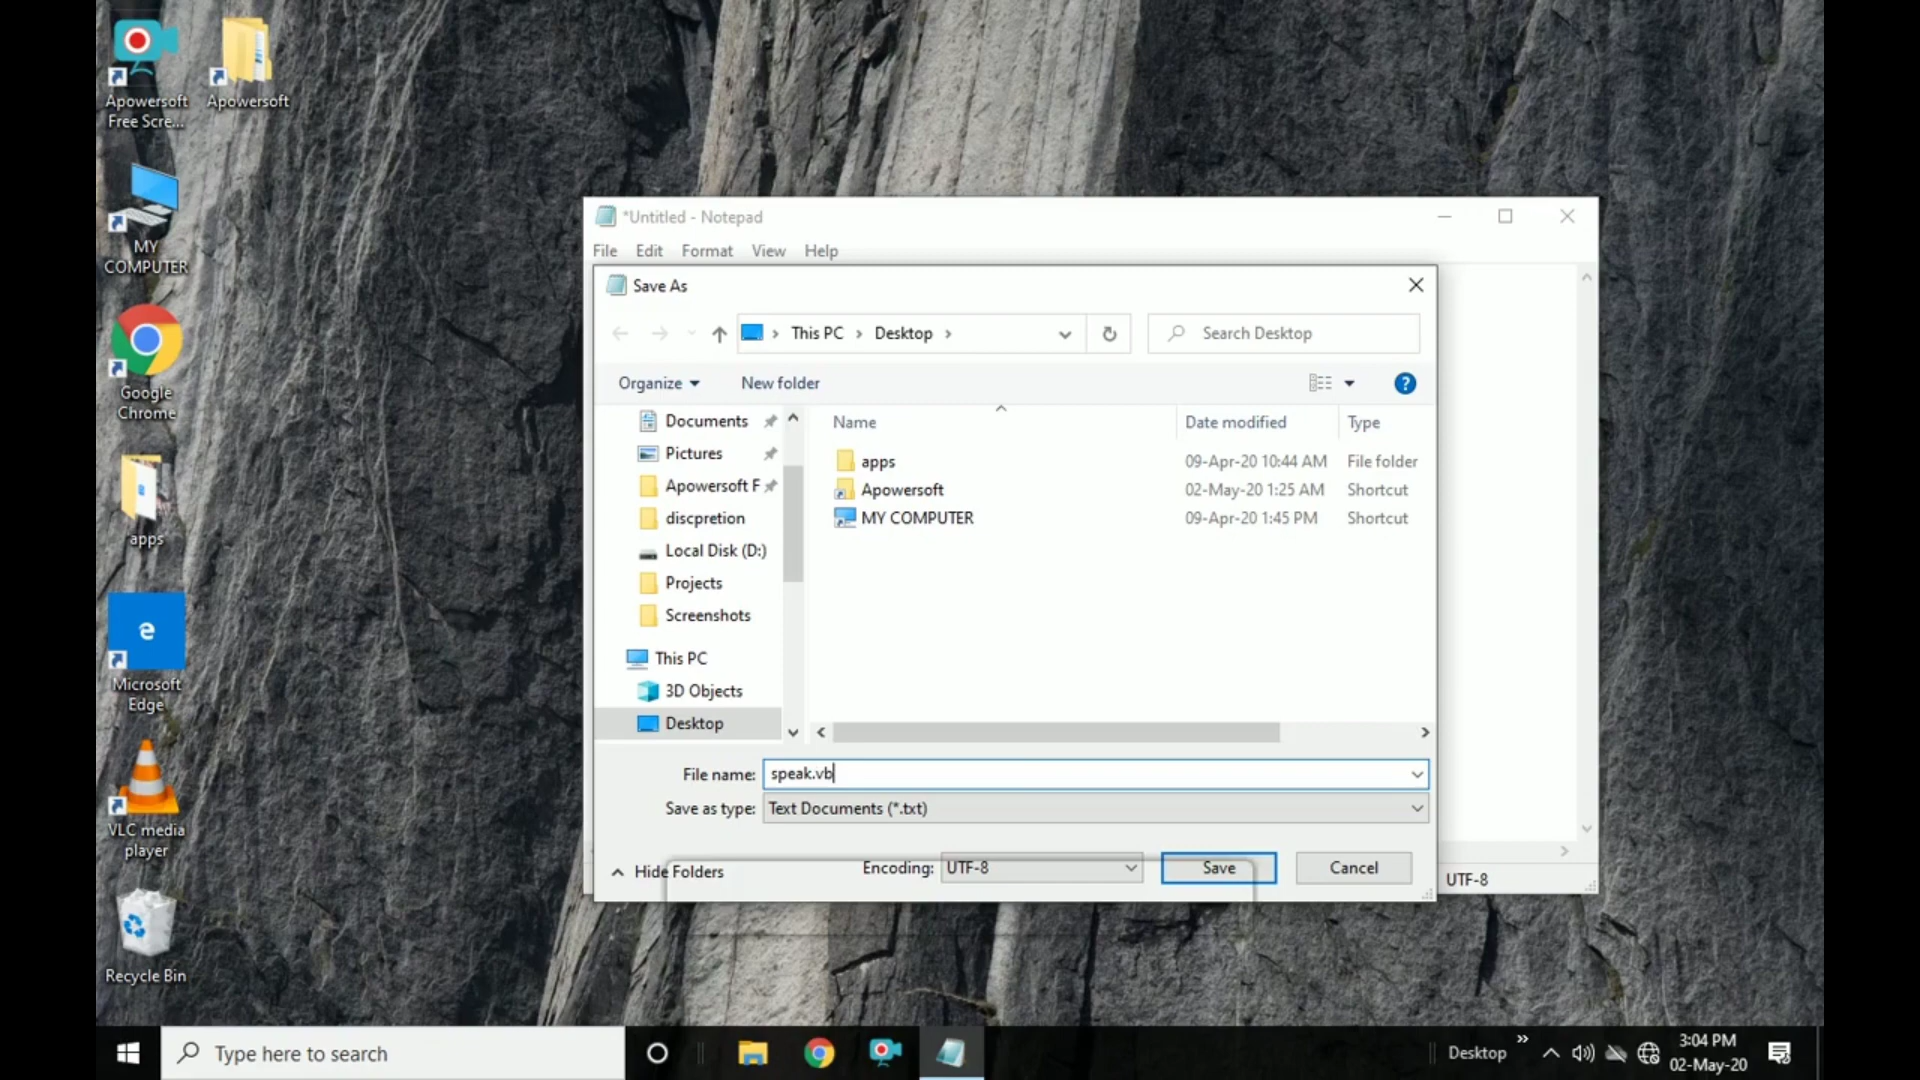 Apowersoft
Free Scre...
Apowersoft
MY
COMPUTER
Google
Chrome
apps
Microsoft
Edge
VLC media
player
Recycle Bin
*Untitled - Notepad
File Edit Format View Help
Save As
This PC > Desktop >
Search Desktop
Organize New folder
?
Documents
Pictures
Apowersoft F
discpretion
Local Disk (D:)
Projects
Screenshots
This PC
3D Objects
Desktop
Name Date modified Type
apps 09-Apr-20 10:44 AM File folder
Apowersoft 02-May-20 1:25 AM Shortcut
MY COMPUTER 09-Apr-20 1:45 PM Shortcut
File name: speak.vb
Save as type: Text Documents (*.txt)
Hide Folders Encoding: UTF-8 Save Cancel
UTF-8
Type here to search
Desktop
3:04 PM
02-May-20